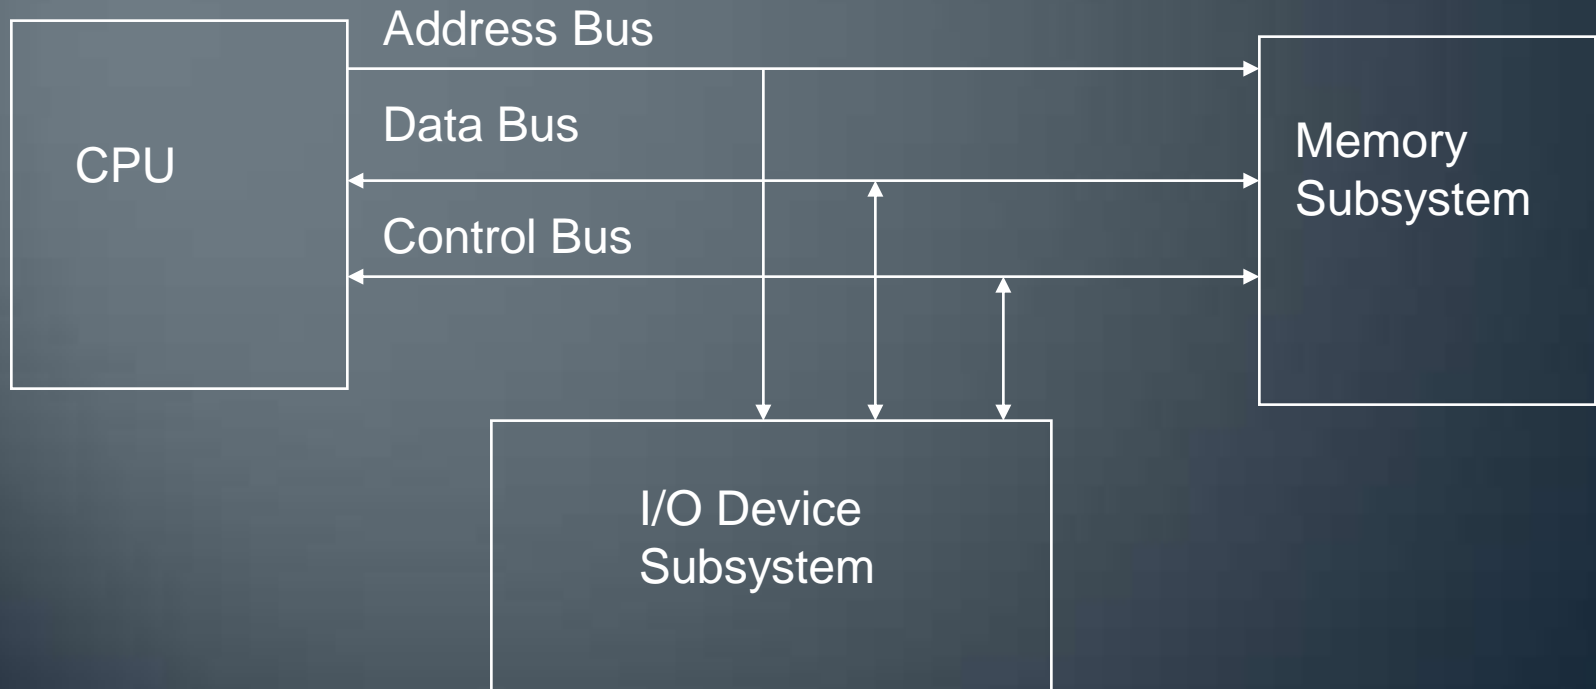 Address Bus
Data Bus
CPU
Memory
Subsystem
Control Bus
I/O Device
Subsystem